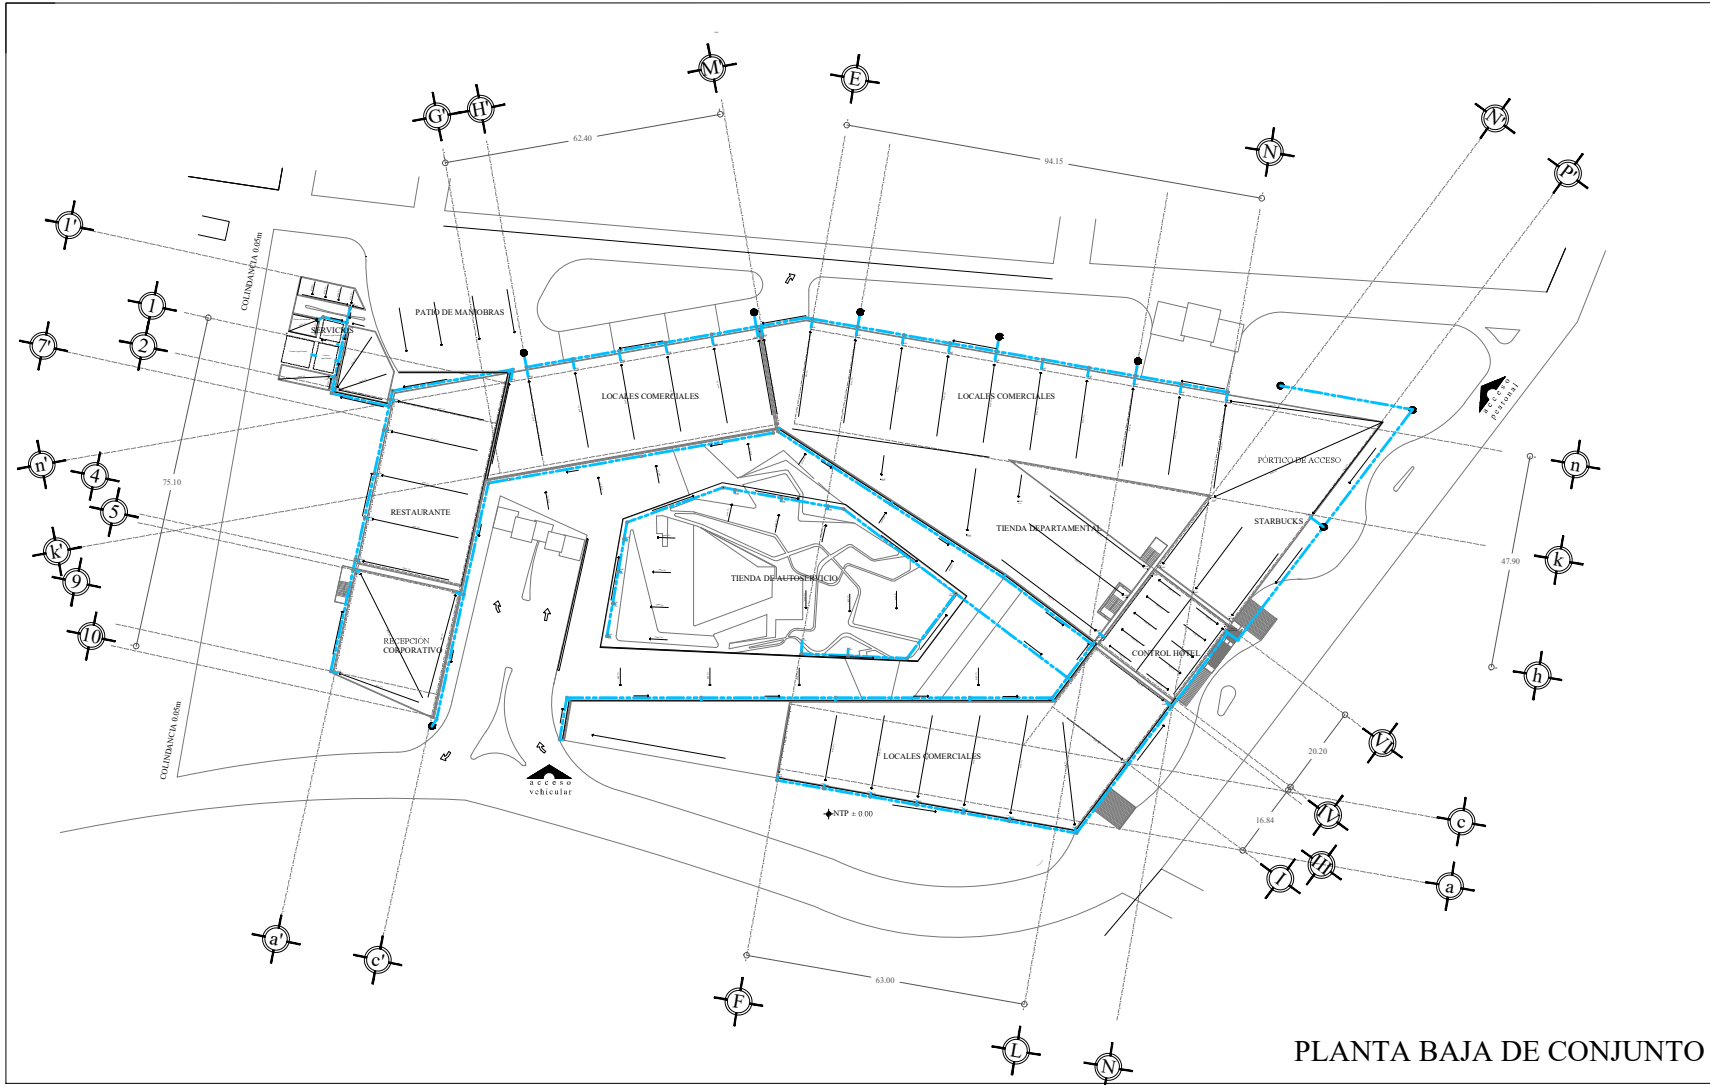 M'
E
G'
H'
N'
62.40
94.15
N
P'
1'
COLINDANCIA 0.05m
1
PATIO DE MANIOBRAS
SERVICIOS
7'
2
LOCALES COMERCIALES
LOCALES COMERCIALES
acceso
peatonal
n'
4
PÓRTICO DE ACCESO
n
75.10
5
RESTAURANTE
TIENDA DEPARTAMENTAL
STARBUCKS
k'
9
TIENDA DE AUTOSERVICIO
47.90
k
10
RECEPCIÓN
CORPORATIVO
CONTROL HOTEL
h
COLINDANCIA 0.05m
LOCALES COMERCIALES
VI
20.20
acceso
vehicular
NTP ± 0.00
16.84
IV
c
III
I
a
a'
c'
63.00
F
L
N
PLANTA BAJA DE CONJUNTO